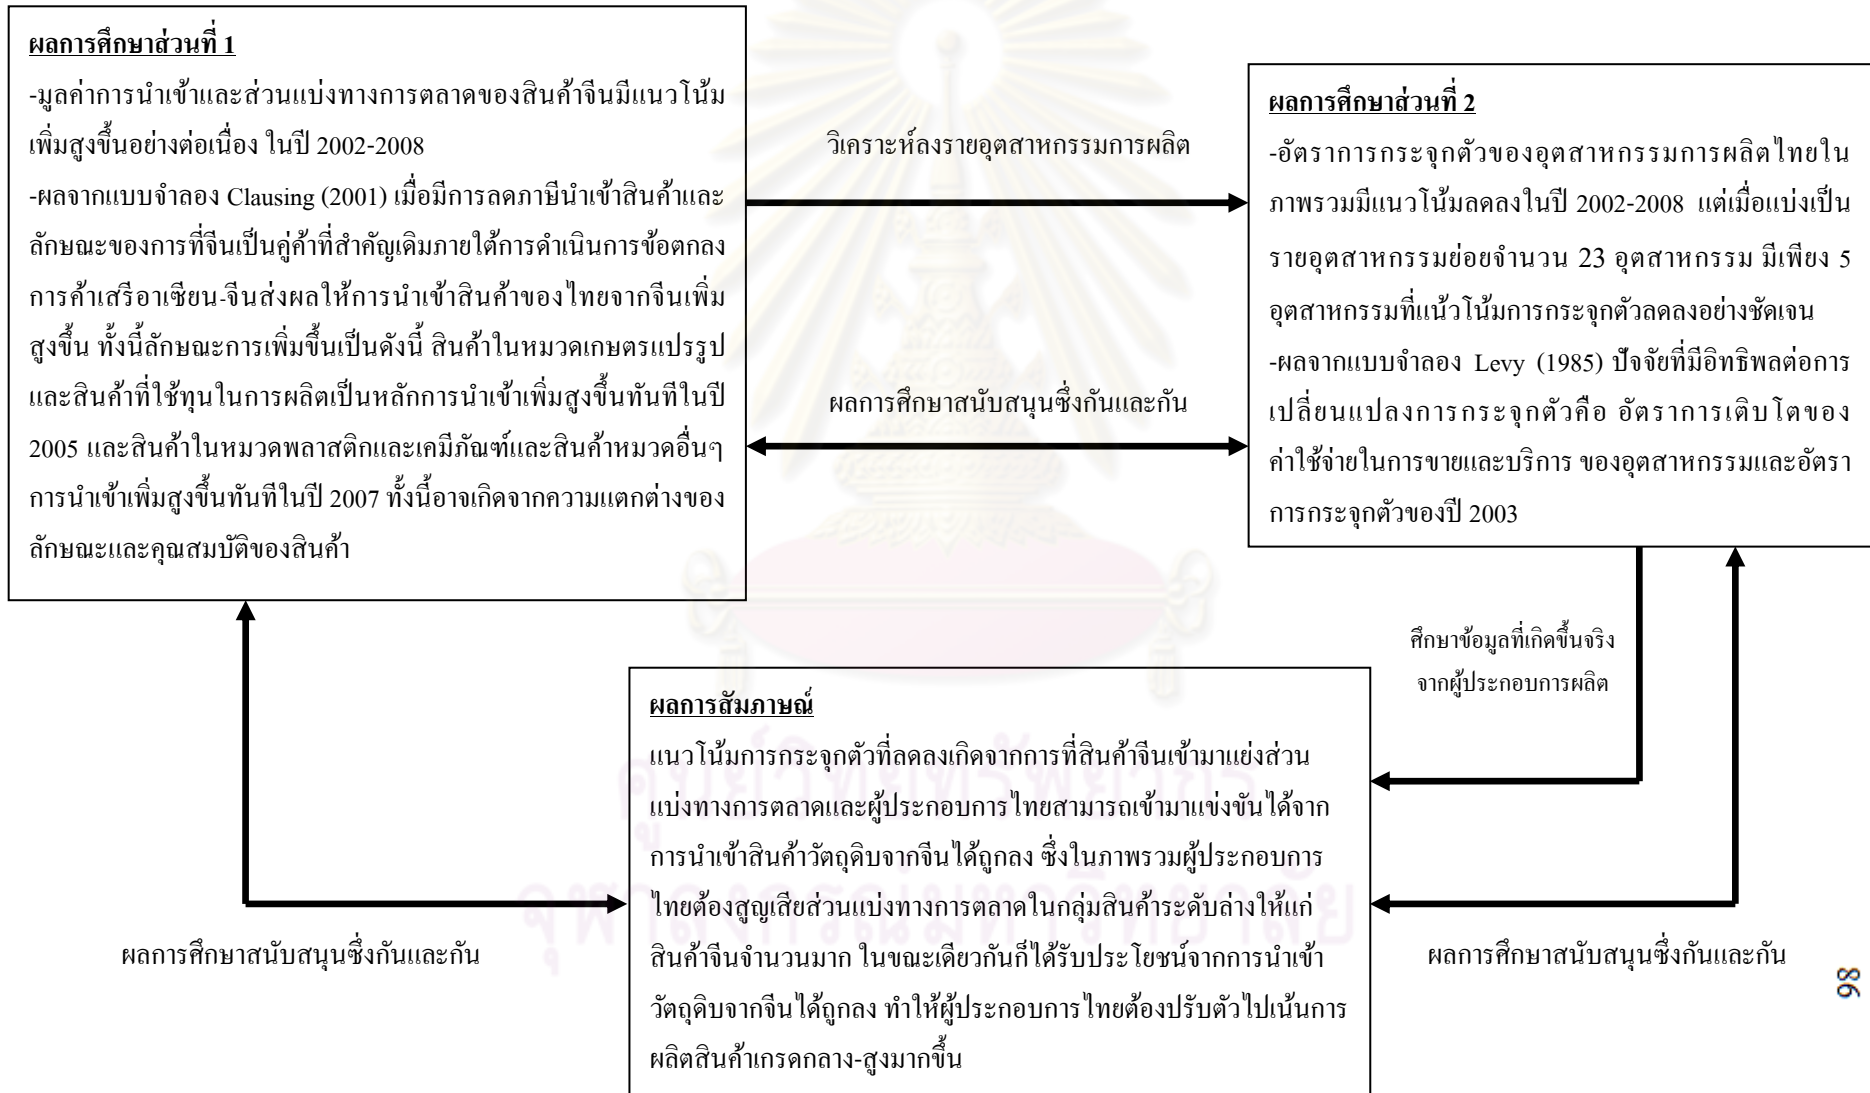 ผลการศึกษาส่วนที่ 1
-มูลค่าการนำเข้าและส่วนแบ่งทางการตลาดของสินค้าจีนมีแนวโน้ม
เพิ่มสูงขึ้นอย่างต่อเนื่อง ในปี 2002-2008
-ผลจากแบบจำลอง Clausing (2001) เมื่อมีการลดภาษีนำเข้าสินค้าและ
ลักษณะของการที่จีนเป็นคู่ค้าที่สำคัญเดิมภายใต้การดำเนินการข้อตกลง
การค้าเสรีอาเซียน-จีนส่งผลให้การนำเข้าสินค้าของไทยจากจีนเพิ่ม
สูงขึ้น ทั้งนี้ลักษณะการเพิ่มขึ้นเป็นดังนี้ สินค้าในหมวดเกษตรแปรรูป
และสินค้าที่ใช้ทุนในการผลิตเป็นหลักการนำเข้าเพิ่มสูงขึ้นทันทีในปี
2005 และสินค้าในหมวดพลาสติกและเคมีภัณฑ์และสินค้าหมวดอื่นๆ
การนำเข้าเพิ่มสูงขึ้นทันทีในปี 2007 ทั้งนี้อาจเกิดจากความแตกต่างของ
ลักษณะและคุณสมบัติของสินค้า
วิเคราะห์ลงรายอุตสาหกรรมการผลิต
ผลการศึกษาสนับสนุนซึ่งกันและกัน
ผลการศึกษาส่วนที่ 2
-อัตราการกระจุกตัวของอุตสาหกรรมการผลิตไทยใน
ภาพรวมมีแนวโน้มลดลงในปี 2002-2008 แต่เมื่อแบ่งเป็น
รายอุตสาหกรรมย่อยจำนวน 23 อุตสาหกรรม มีเพียง 5
อุตสาหกรรมที่แน้วโน้มการกระจุกตัวลดลงอย่างชัดเจน
-ผลจากแบบจำลอง Levy (1985) ปัจจัยที่มีอิทธิพลต่อการ
เปลี่ยนแปลงการกระจุกตัวคือ อัตราการเติบโตของ
ค่าใช้จ่ายในการขายและบริการ ของอุตสาหกรรมและอัตรา
การกระจุกตัวของปี 2003
ศึกษาข้อมูลที่เกิดขึ้นจริง
จากผู้ประกอบการผลิต
ผลการสัมภาษณ์
แนวโน้มการกระจุกตัวที่ลดลงเกิดจากการที่สินค้าจีนเข้ามาแย่งส่วน
แบ่งทางการตลาดและผู้ประกอบการไทยสามารถเข้ามาแข่งขันได้จาก
การนำเข้าสินค้าวัตถุดิบจากจีนได้ถูกลง ซึ่งในภาพรวมผู้ประกอบการ
ไทยต้องสูญเสียส่วนแบ่งทางการตลาดในกลุ่มสินค้าระดับล่างให้แก่
สินค้าจีนจำนวนมาก ในขณะเดียวกันก็ได้รับประโยชน์จากการนำเข้า
วัตถุดิบจากจีนได้ถูกลง ทำให้ผู้ประกอบการไทยต้องปรับตัวไปเน้นการ
ผลิตสินค้าเกรดกลาง-สูงมากขึ้น
ผลการศึกษาสนับสนุนซึ่งกันและกัน
ผลการศึกษาสนับสนุนซึ่งกันและกัน
98
ศูนย์วิทยทรัพยากร
จุฬาลงกรณ์มหาวิทยาลัย